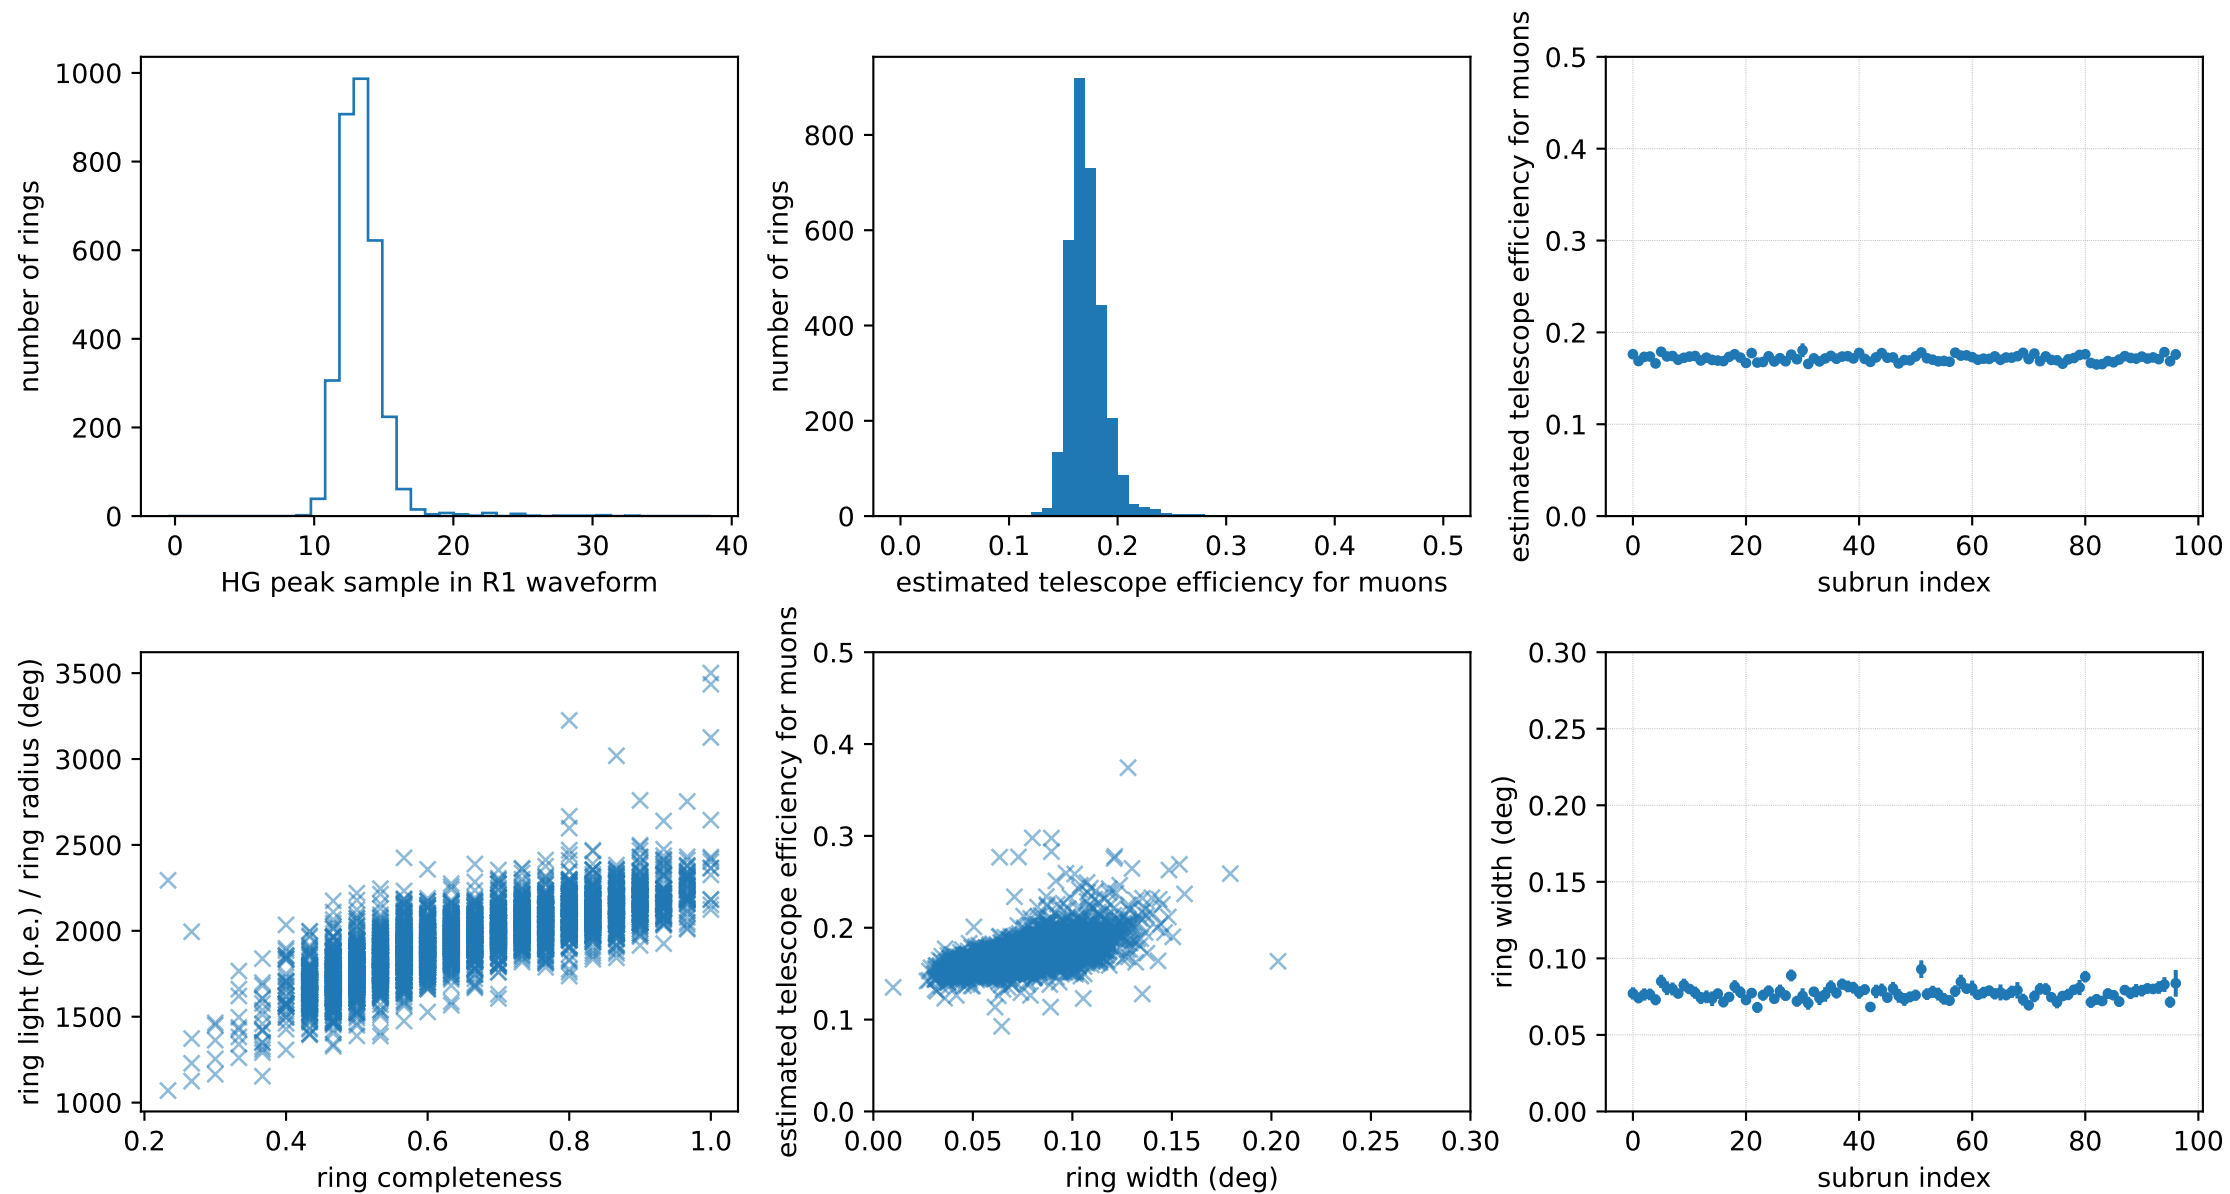 number of rings
1000
800
600
400
200
0
0 10 20 30 40
HG peak sample in R1 waveform
number of rings
800
600
400
200
0
0.0 0.1 0.2 0.3 0.4 0.5
estimated telescope efficiency for muons
estimated telescope efficiency for muons
0.5
0.4
0.3
0.2
0.1
0.0
0 20 40 60 80 100
subrun index
ring light (p.e.) / ring radius (deg)
3500
3000
2500
2000
1500
1000
0.2 0.4 0.6 0.8 1.0
ring completeness
estimated telescope efficiency for muons
0.5
0.4
0.3
0.2
0.1
0.0
0.00 0.05 0.10 0.15 0.20 0.25 0.30
ring width (deg)
ring width (deg)
0.30
0.25
0.20
0.15
0.10
0.05
0.00
0 20 40 60 80 100
subrun index